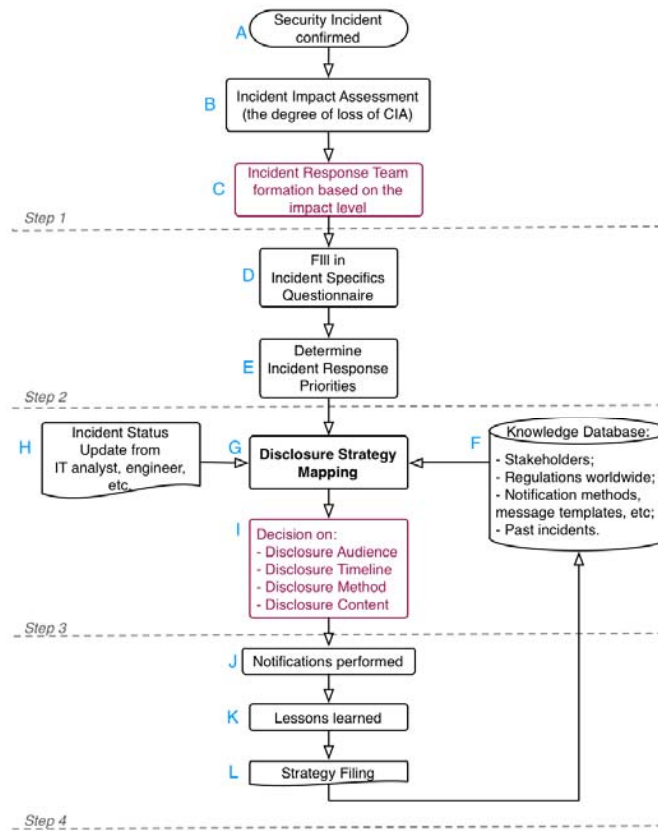 A
Security Incident
confirmed
B
Incident Impact Assessment
(the degree of loss of CIA)
C
Incident Response Team
formation based on the
impact level
Step 1
D
FIll in
Incident Specifics
Questionnaire
E
Determine
Incident Response
Priorities
Step 2
H
Incident Status
Update from
IT analyst, engineer,
etc.
G
Disclosure Strategy
Mapping
F
Knowledge Database:
- Stakeholders;
- Regulations worldwide;
- Notification methods,
message templates, etc;
- Past incidents.
I
Decision on:
- Disclosure Audience
- Disclosure Timeline
- Disclosure Method
- Disclosure Content
Step 3
J
Notifications performed
K
Lessons learned
L
Strategy Filing
Step 4